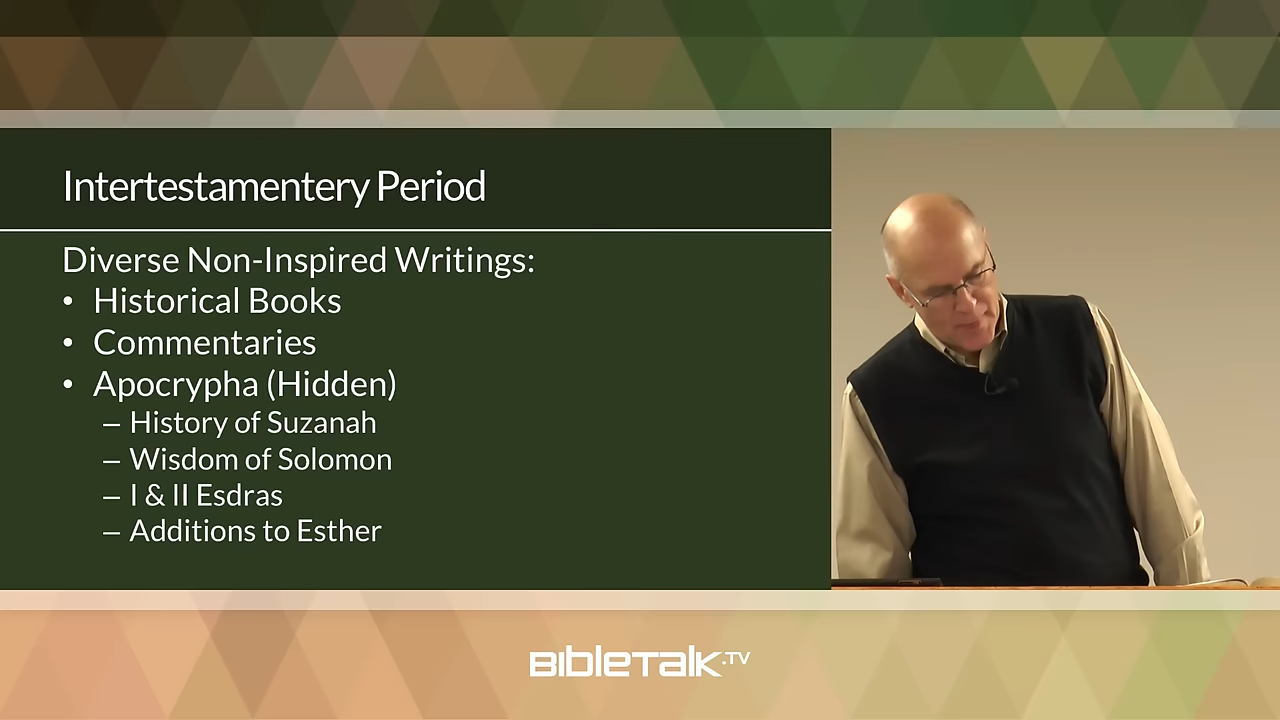 Intertestamentery Period
Diverse Non-Inspired Writings:
• Historical Books
• Commentaries
• Apocrypha (Hidden)
– History of Suzanah
– Wisdom of Solomon
– I & II Esdras
– Additions to Esther
BIBLETALK.TV